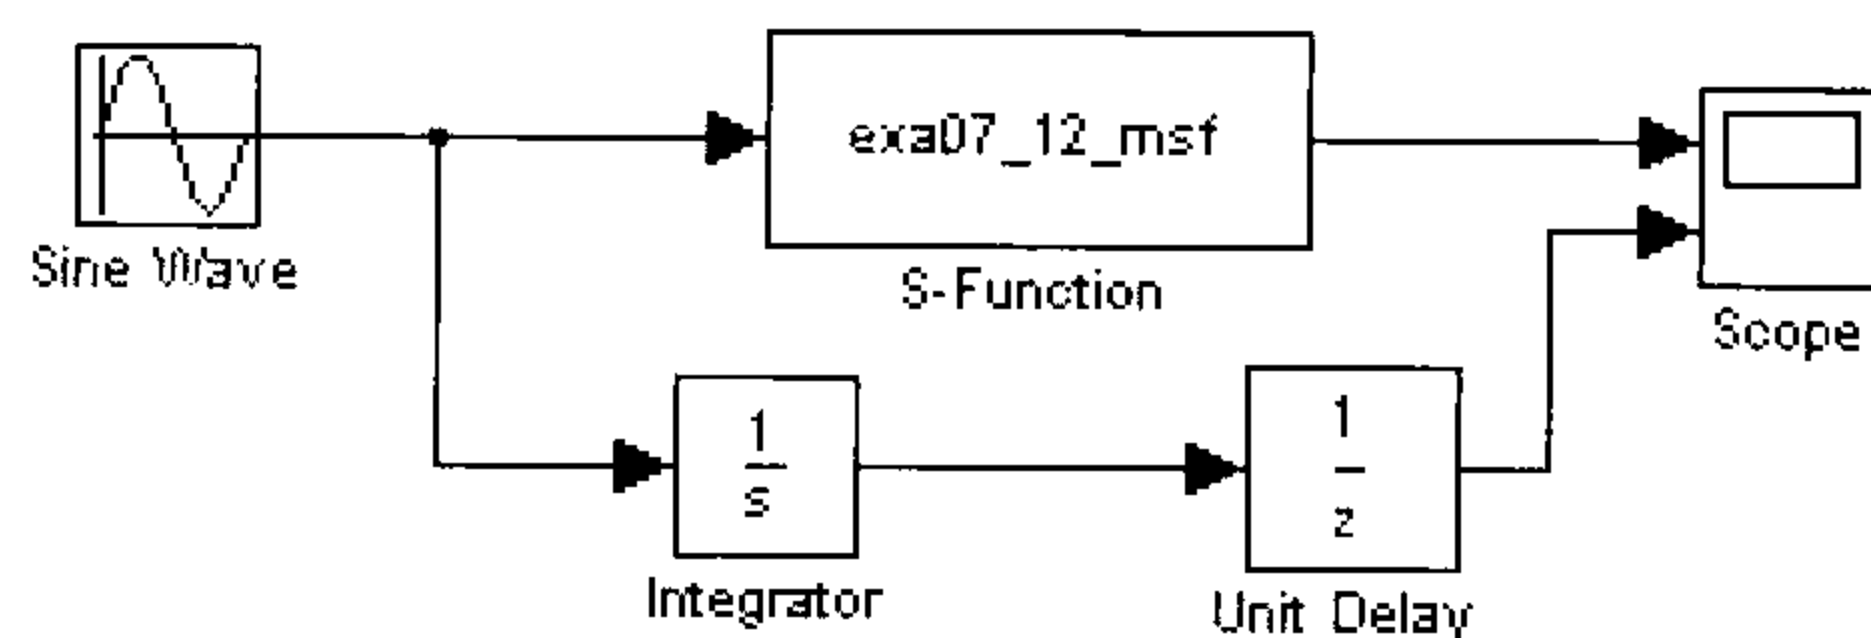 exa07_12_msf
Sine Wave
S-Function
Scope
1
s
1
z
Integrator
Unit Delay